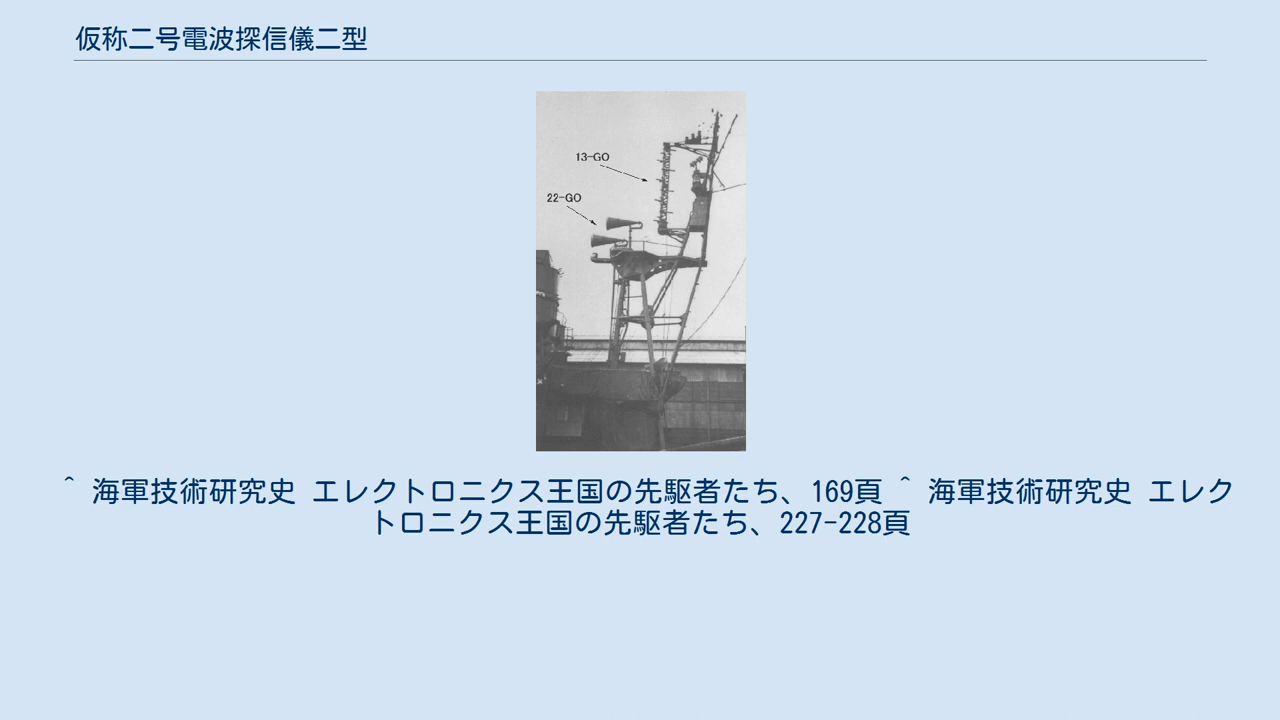 仮称二号電波探信儀二型
13-GO
22-GO
^ 海軍技術研究史 エレクトロニクス王国の先駆者たち、169頁 ^ 海軍技術研究史 エレク
トロニクス王国の先駆者たち、227-228頁